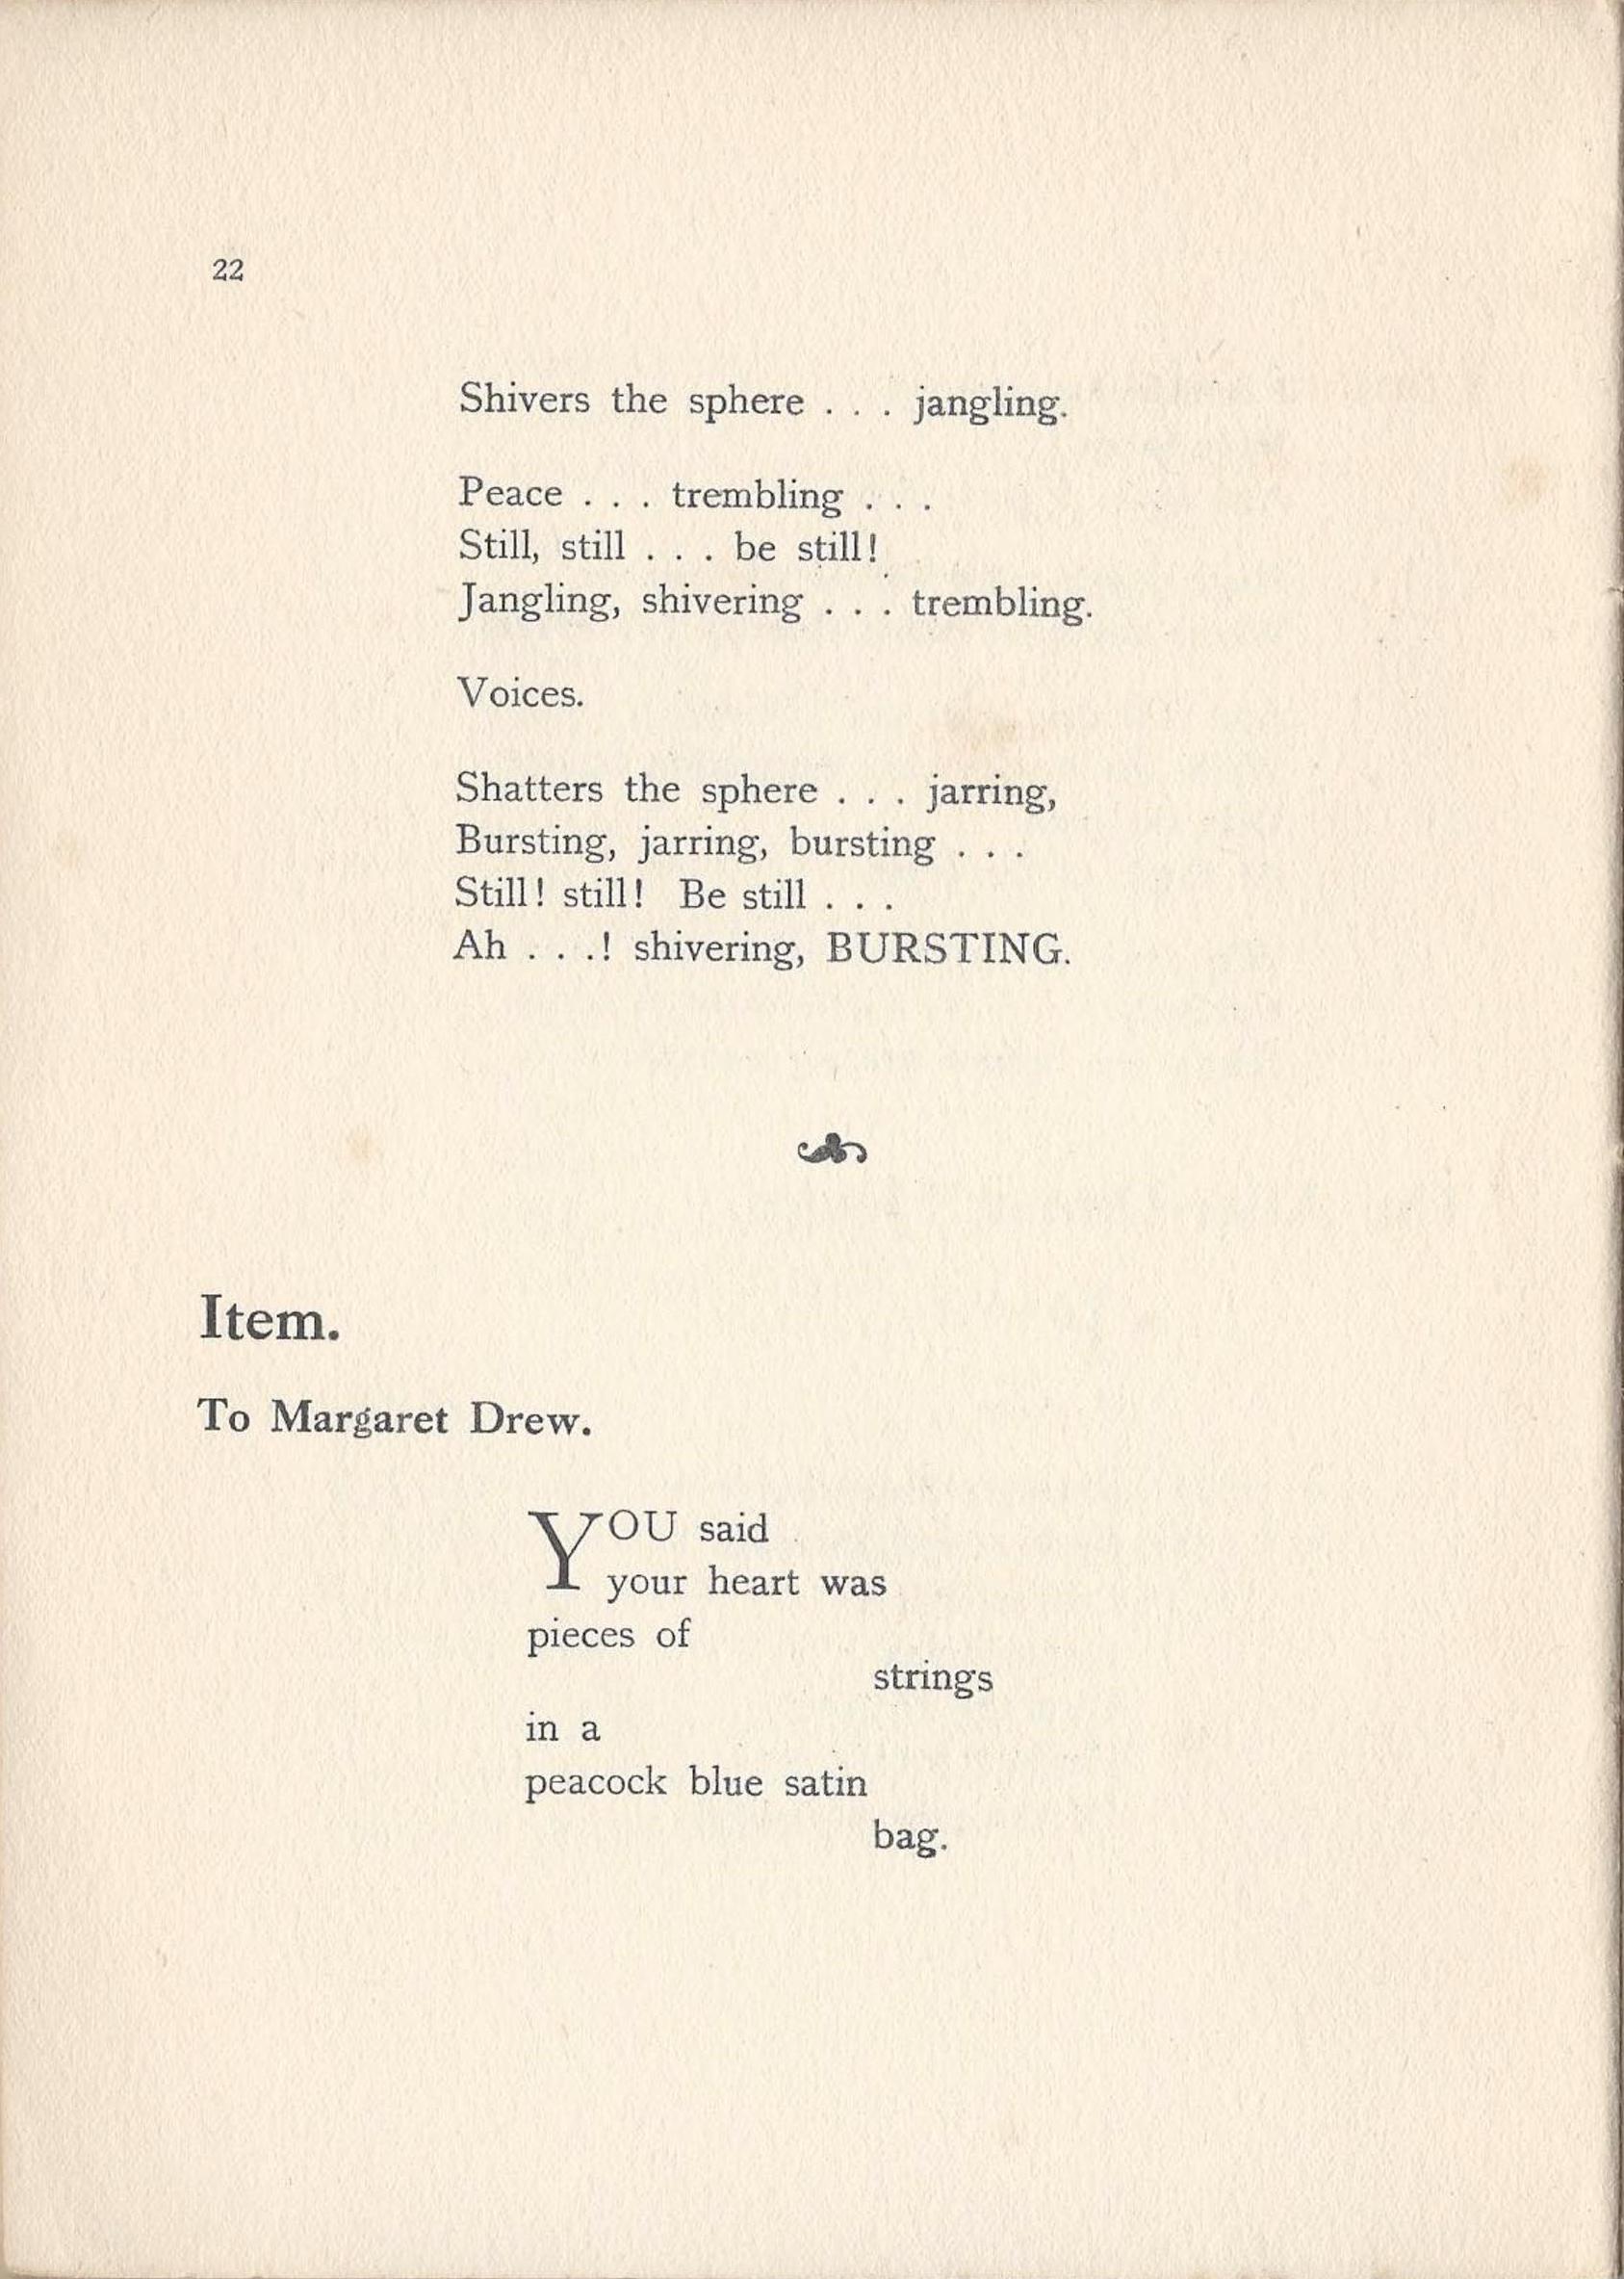 22
Shivers the sphere . . . jangling.
Peace . . . trembling . . .
Still, still . . . be still!
Jangling, shivering . . . trembling.
Voices.
Shatters the sphere . . . jarring,
Bursting, jarring, bursting . . .
Still! still! Be still . . .
Ah . . .! shivering, BURSTING.
Item.
To Margaret Drew.
YOU said
your heart was
pieces of
strings
in a
peacock blue satin
bag.